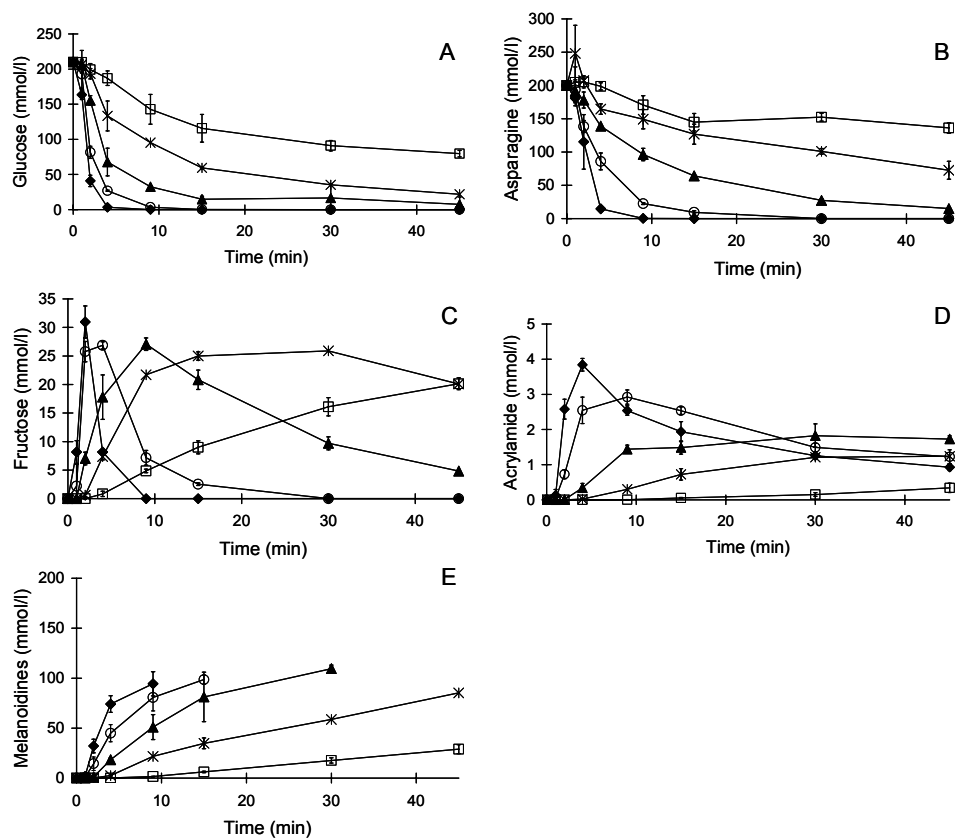 A
Glucose (mmol/l)
250
200
150
100
50
0
0 10 20 30 40
Time (min)
B
Asparagine (mmol/l)
300
250
200
150
100
50
0
0 10 20 30 40
Time (min)
C
Fructose (mmol/l)
35
30
25
20
15
10
5
0
0 10 20 30 40
Time (min)
D
Acrylamide (mmol/l)
5
4
3
2
1
0
0 10 20 30 40
Time (min)
E
Melanoidines (mmol/l)
200
150
100
50
0
0 10 20 30 40
Time (min)